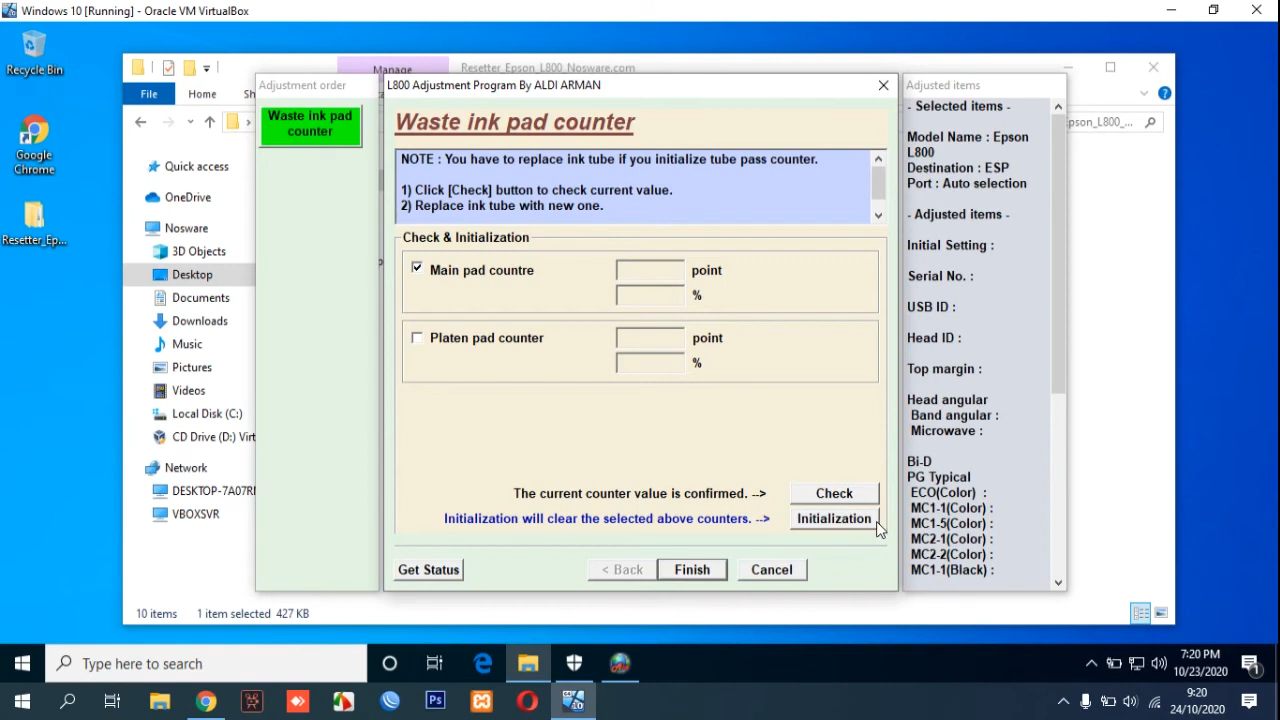 Windows 10 [Running] - Oracle VM VirtualBox
Recycle Bin
Google
Chrome
Resetter_Ep...
Manage
Resetter_Epson_L800_Nosware.com
File
Home
Sh
Epson_L800_...
Quick access
OneDrive
Nosware
3D Objects
Desktop
Documents
Downloads
Music
Pictures
Videos
Local Disk (C:)
CD Drive (D:) Virt
Network
DESKTOP-7A07RI
VBOXSVR
10 items
1 item selected 427 KB
Adjustment order
Waste ink pad
counter
L800 Adjustment Program By ALDI ARMAN
Waste ink pad counter
NOTE : You have to replace ink tube if you initialize tube pass counter.
1) Click [Check] button to check current value.
2) Replace ink tube with new one.
Check & Initialization
Main pad countre
point
%
Platen pad counter
point
%
The current counter value is confirmed. -->
Check
Initialization will clear the selected above counters. -->
Initialization
Get Status
< Back
Finish
Cancel
Adjusted items
- Selected items -
Model Name : Epson
L800
Destination : ESP
Port : Auto selection
- Adjusted items -
Initial Setting :
Serial No. :
USB ID :
Head ID :
Top margin :
Head angular
Band angular :
Microwave :
Bi-D
PG Typical
ECO(Color) :
MC1-1(Color) :
MC1-5(Color) :
MC2-1(Color) :
MC2-2(Color) :
MC1-1(Black) :
Type here to search
7:20 PM
10/23/2020
1
Ps
9:20
24/10/2020